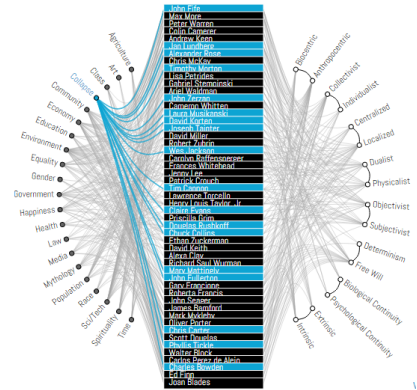 Agriculture
Art
Class
Collapse
Community
Economy
Education
Environment
Equality
Gender
Government
Happiness
Health
Law
Media
Mythology
Population
Race
Sci/Tech
Spirituality
Time
John Fife
Max More
Peter Warren
Colin Camerer
Andrew Keen
Jan Lundberg
Alexander Rose
Chris McKay
Timothy Morton
Lisa Petrides
Gabriel Stempinski
Ariel Waldman
John Zerzan
Cameron Whitten
Laura Musikanski
David Korten
Joseph Tainter
David Miller
Robert Zubrin
Wes Jackson
Carolyn Raffensperger
Frances Whitehead
Jenny Lee
Patrick Crouch
Tim Cannon
Lawrence Torcello
Henry Louis Taylor, Jr.
Claire Evans
Priscilla Grim
Douglas Rushkoff
Chuck Collins
Ethan Zuckerman
David Keith
Alexa Clay
Richard Saul Wurman
Mary Mattingly
John Fullerton
Gary Francione
Roberta Francis
John Seager
James Bamford
Mark Mykleby
Oliver Porter
Chris Carter
Scott Douglas
Phyllis Tickle
Walter Block
Carlos Perez de Alejo
Charles Bowden
Ed Finn
Joan Blades
Biocentric
Anthropocentric
Collectivist
Individualist
Centralized
Localized
Dualist
Physicalist
Objectivist
Subjectivist
Determinism
Free Will
Biological Continuity
Psychological Continuity
Extrinsic
Intrinsic